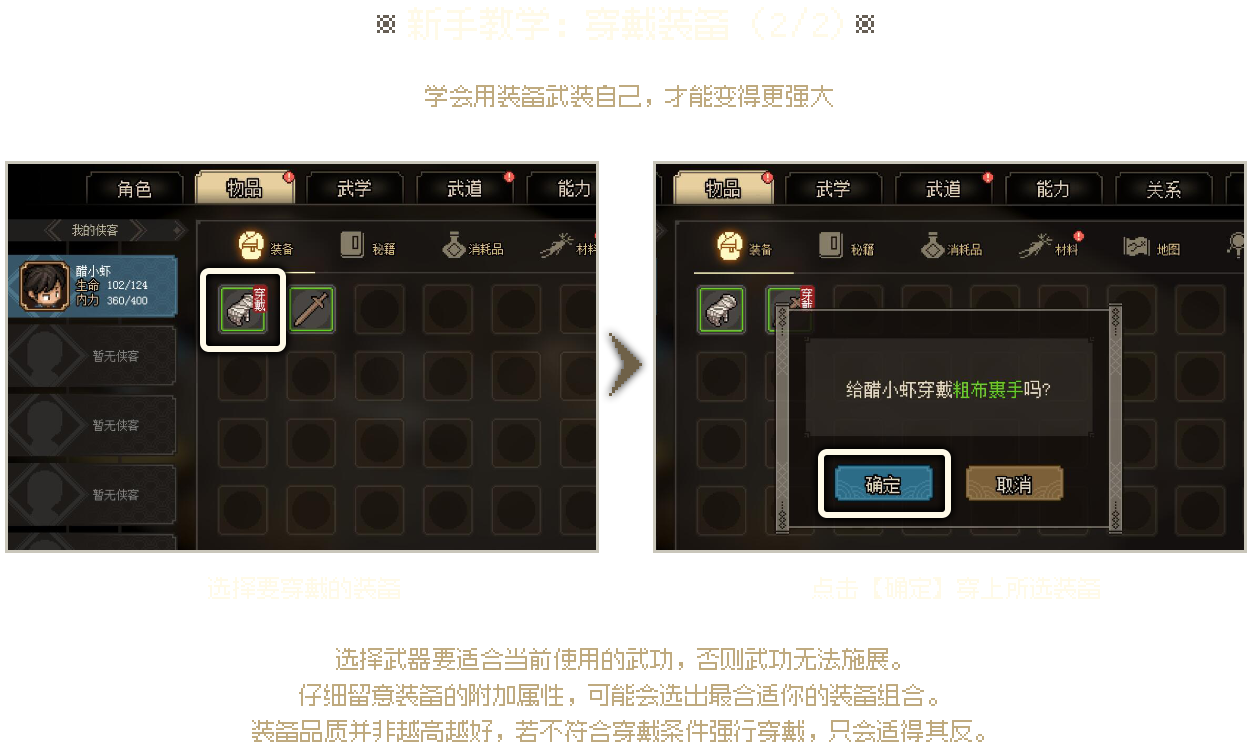 ※ 新手教学：穿戴装备（2/2）※
学会用装备武装自己，才能变得更强大
角色 物品 武学 武道 能力
我的侠客
装备 秘籍 消耗品 材料
醋小虾
生命 102/124
内力 360/400
穿戴
暂无侠客
暂无侠客
暂无侠客
物品 武学 武道 能力 关系
装备 秘籍 消耗品 材料 地图
穿戴
给醋小虾穿戴粗布裹手吗?
确定 取消
选择要穿戴的装备
点击【确定】穿上所选装备
选择武器要适合当前使用的武功，否则武功无法施展。
仔细留意装备的附加属性，可能会选出最合适你的装备组合。
装备品质并非越高越好，若不符合穿戴条件强行穿戴，只会适得其反。